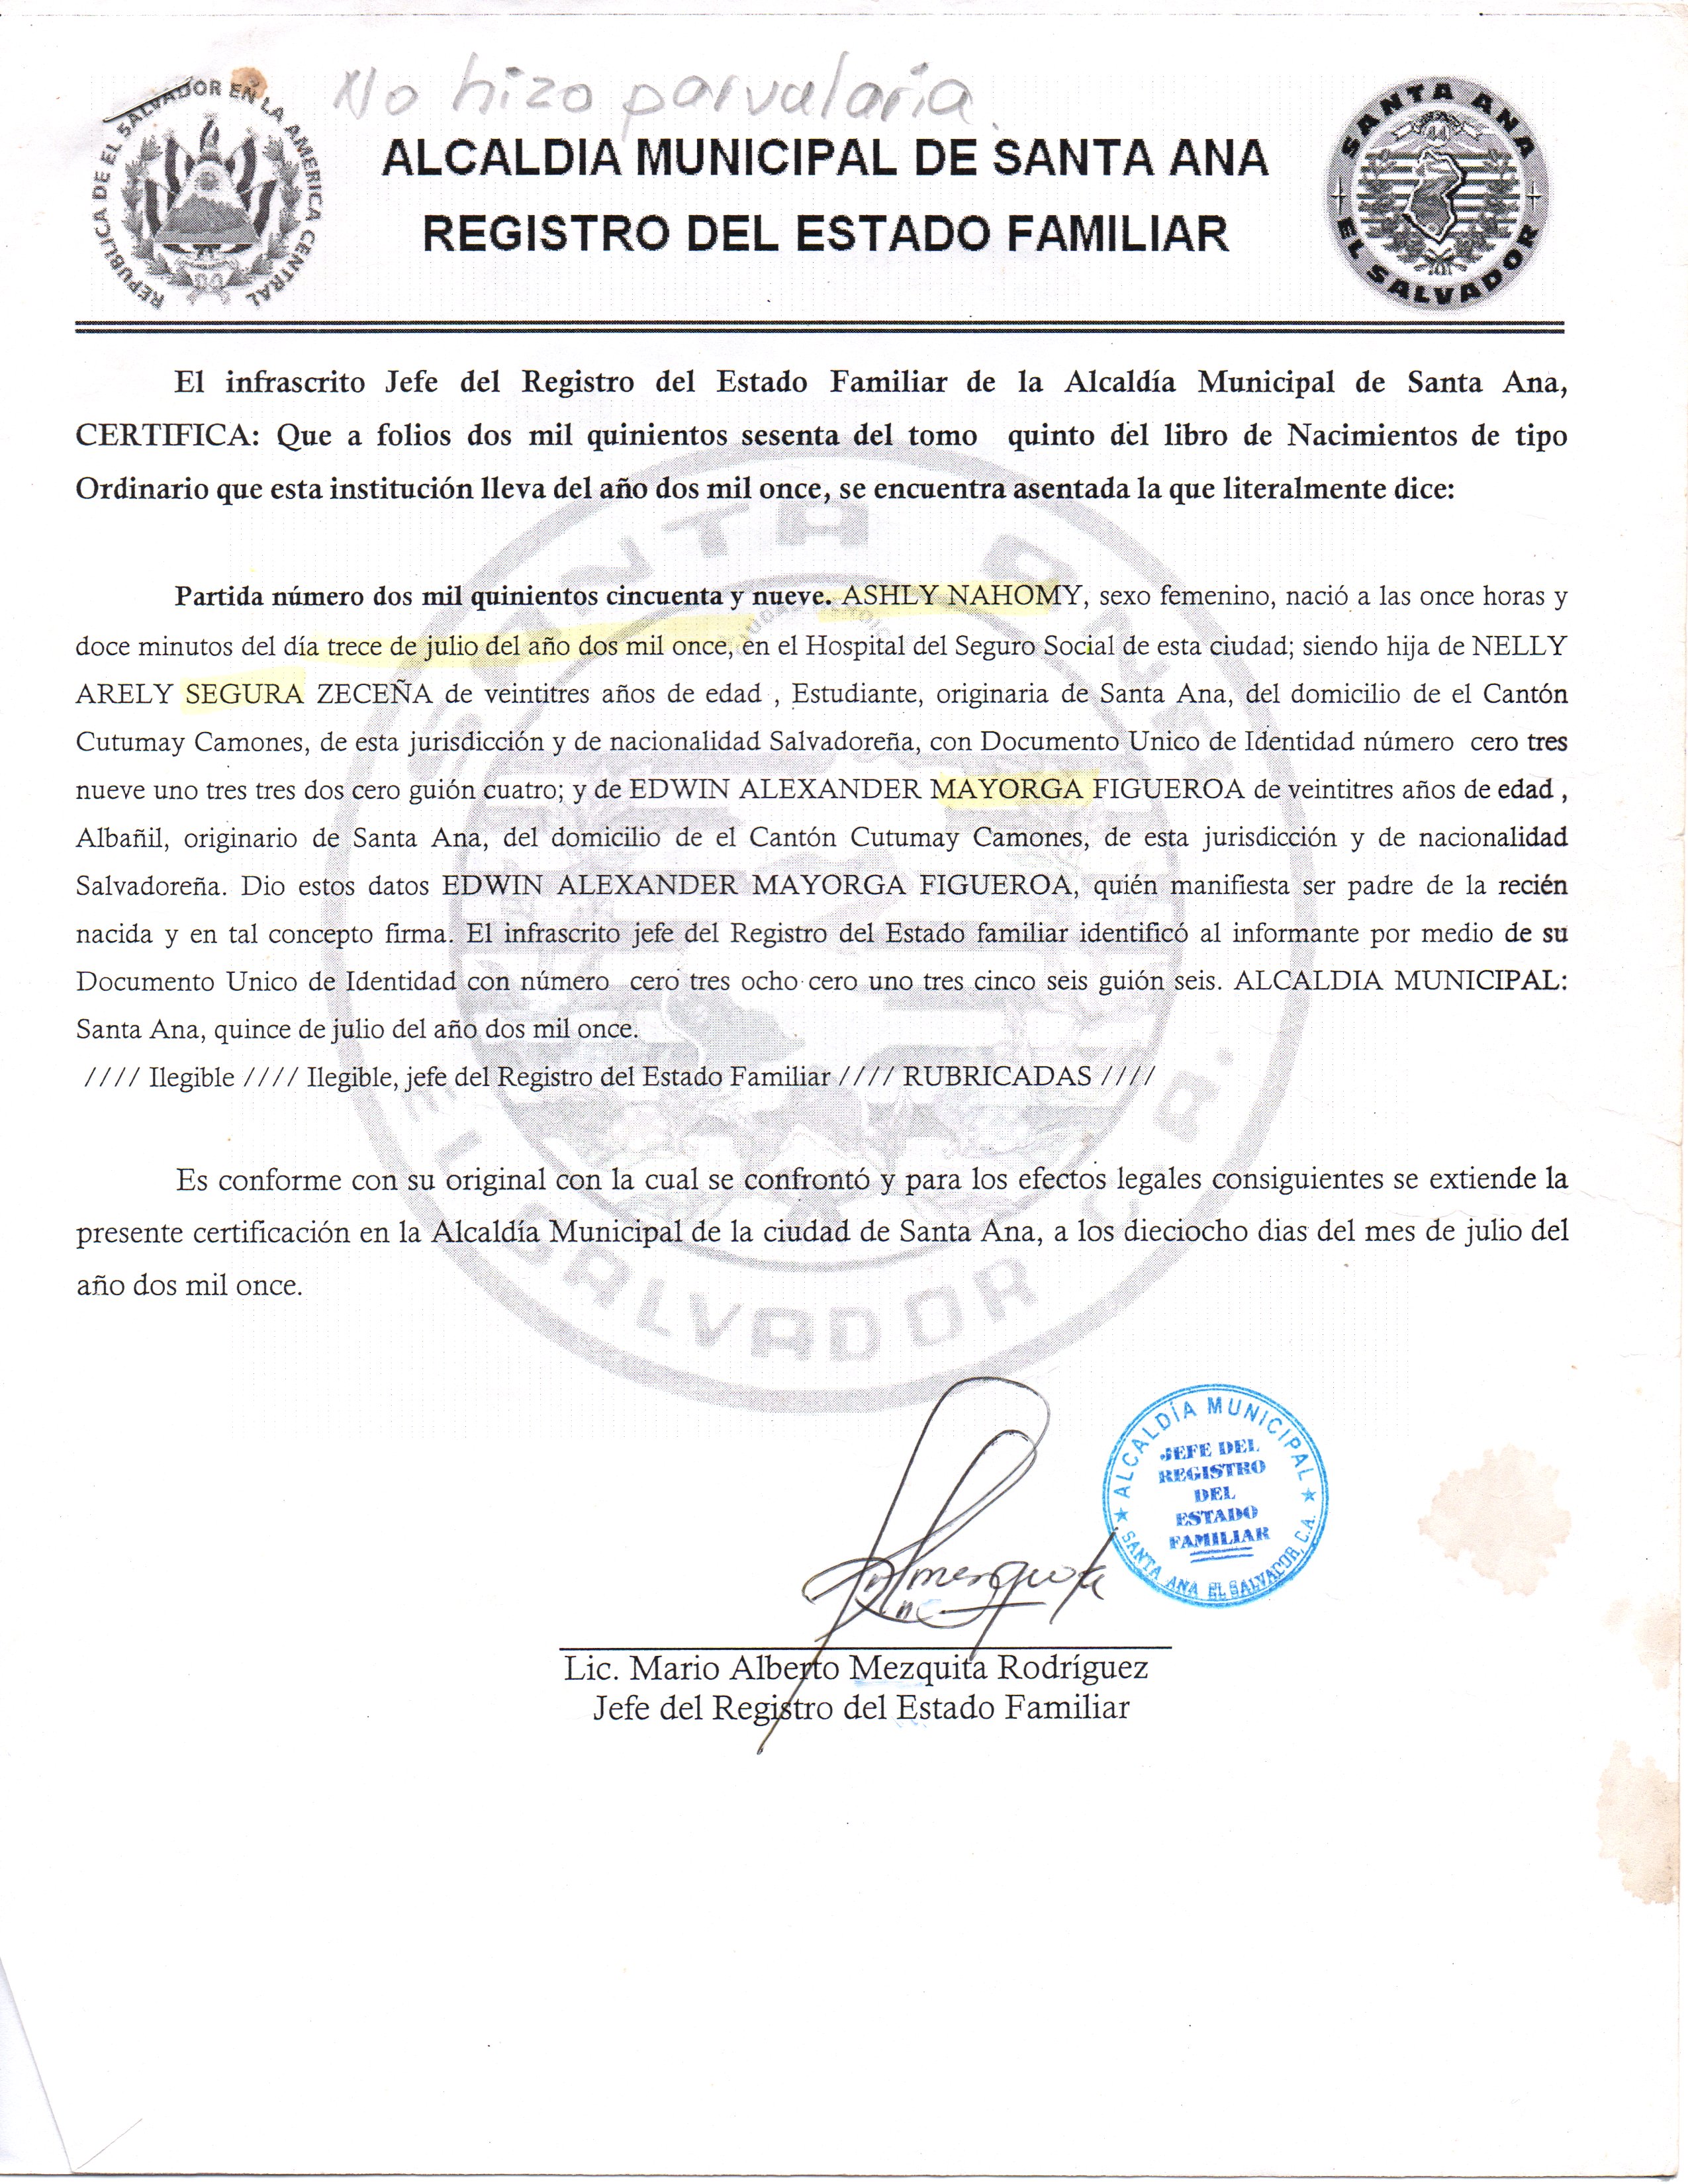 No hizo parvularia.
REPUBLICA DE EL SALVADOR EN LA AMERICA CENTRAL
ALCALDIA MUNICIPAL DE SANTA ANA
REGISTRO DEL ESTADO FAMILIAR
SANTA ANA
EL SALVADOR
El infrascrito Jefe del Registro del Estado Familiar de la Alcaldía Municipal de Santa Ana,
CERTIFICA: Que a folios dos mil quinientos sesenta del tomo quinto del libro de Nacimientos de tipo
Ordinario que esta institución lleva del año dos mil once, se encuentra asentada la que literalmente dice:
Partida número dos mil quinientos cincuenta y nueve. ASHLY NAHOMY, sexo femenino, nació a las once horas y
doce minutos del día trece de julio del año dos mil once, en el Hospital del Seguro Social de esta ciudad; siendo hija de NELLY
ARELY SEGURA ZECEÑA de veintitres años de edad , Estudiante, originaria de Santa Ana, del domicilio de el Cantón
Cutumay Camones, de esta jurisdicción y de nacionalidad Salvadoreña, con Documento Unico de Identidad número cero tres
nueve uno tres tres dos cero guión cuatro; y de EDWIN ALEXANDER MAYORGA FIGUEROA de veintitres años de edad ,
Albañil, originario de Santa Ana, del domicilio de el Cantón Cutumay Camones, de esta jurisdicción y de nacionalidad
Salvadoreña. Dio estos datos EDWIN ALEXANDER MAYORGA FIGUEROA, quién manifiesta ser padre de la recién
nacida y en tal concepto firma. El infrascrito jefe del Registro del Estado familiar identificó al informante por medio de su
Documento Unico de Identidad con número cero tres ocho cero uno tres cinco seis guión seis. ALCALDIA MUNICIPAL:
Santa Ana, quince de julio del año dos mil once.
//// Ilegible //// Ilegible, jefe del Registro del Estado Familiar //// RUBRICADAS ////
Es conforme con su original con la cual se confrontó y para los efectos legales consiguientes se extiende la
presente certificación en la Alcaldía Municipal de la ciudad de Santa Ana, a los dieciocho dias del mes de julio del
año dos mil once.
SANTA ANA
EL SALVADOR C.A.
ALCALDÍA MUNICIPAL
JEFE DEL
REGISTRO
DEL
ESTADO
FAMILIAR
SANTA ANA EL SALVADOR, C.A.
Lic. Mario Alberto Mezquita Rodríguez
Jefe del Registro del Estado Familiar